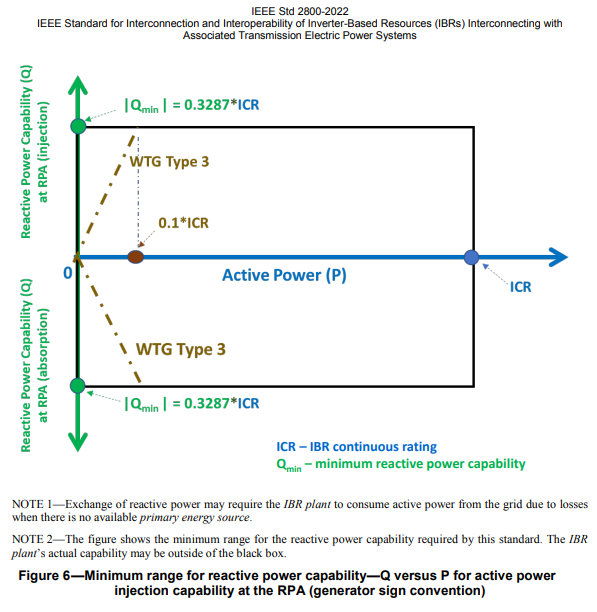 IEEE Std 2800-2022
IEEE Standard for Interconnection and Interoperability of Inverter-Based Resources (IBRs) Interconnecting with
Associated Transmission Electric Power Systems
Reactive Power Capability (Q)
at RPA (injection)
|Qmin| = 0.3287*ICR
WTG Type 3
0.1*ICR
0
Active Power (P)
ICR
Reactive Power Capability (Q)
at RPA (absorption)
WTG Type 3
|Qmin| = 0.3287*ICR
ICR – IBR continuous rating
Qmin – minimum reactive power capability
NOTE 1—Exchange of reactive power may require the IBR plant to consume active power from the grid due to losses
when there is no available primary energy source.
NOTE 2—The figure shows the minimum range for the reactive power capability required by this standard. The IBR
plant's actual capability may be outside of the black box.
Figure 6—Minimum range for reactive power capability—Q versus P for active power
injection capability at the RPA (generator sign convention)